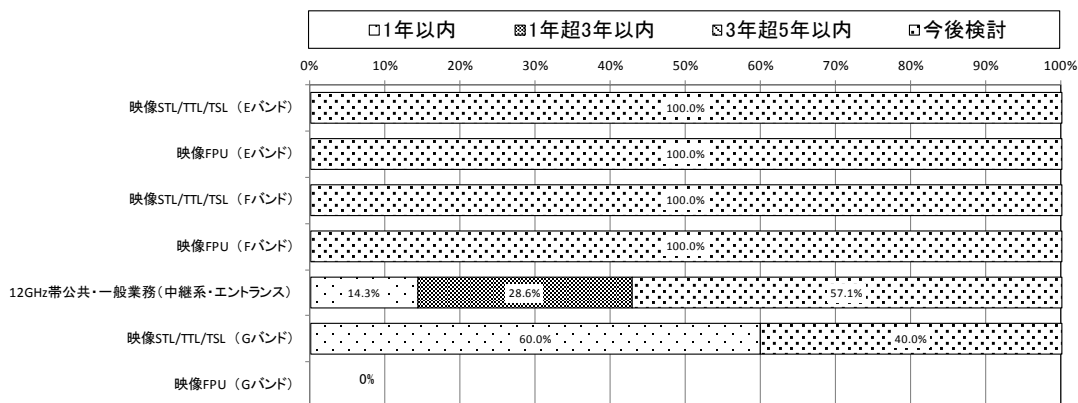 1年以内 1年超3年以内 3年超5年以内 今後検討
0% 10% 20% 30% 40% 50% 60% 70% 80% 90% 100%
映像STL/TTL/TSL (Eバンド) 100.0%
映像FPU (Eバンド) 100.0%
映像STL/TTL/TSL (Fバンド) 100.0%
映像FPU (Fバンド) 100.0%
12GHz帯公共・一般業務(中継系・エントランス) 14.3% 28.6% 57.1%
映像STL/TTL/TSL (Gバンド) 60.0% 40.0%
映像FPU (Gバンド) 0%